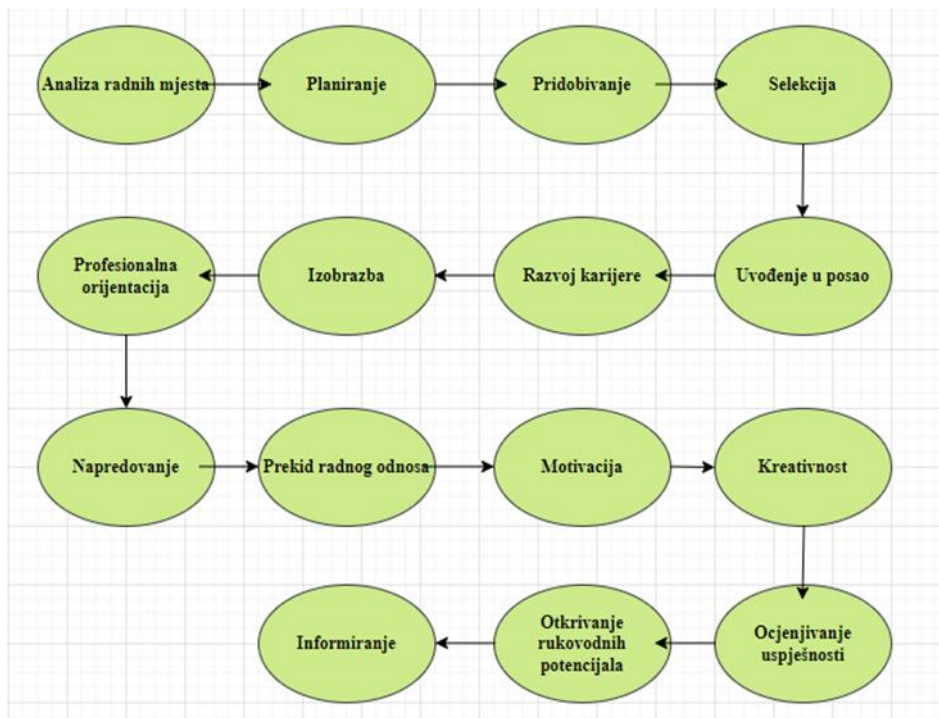 Analiza radnih mjesta
Planiranje
Pridobivanje
Selekcija
Uvođenje u posao
Razvoj karijere
Izobrazba
Profesionalna
orijentacija
Napredovanje
Prekid radnog odnosa
Motivacija
Kreativnost
Ocjenjivanje
uspješnosti
Otkrivanje
rukovodnih
potencijala
Informiranje